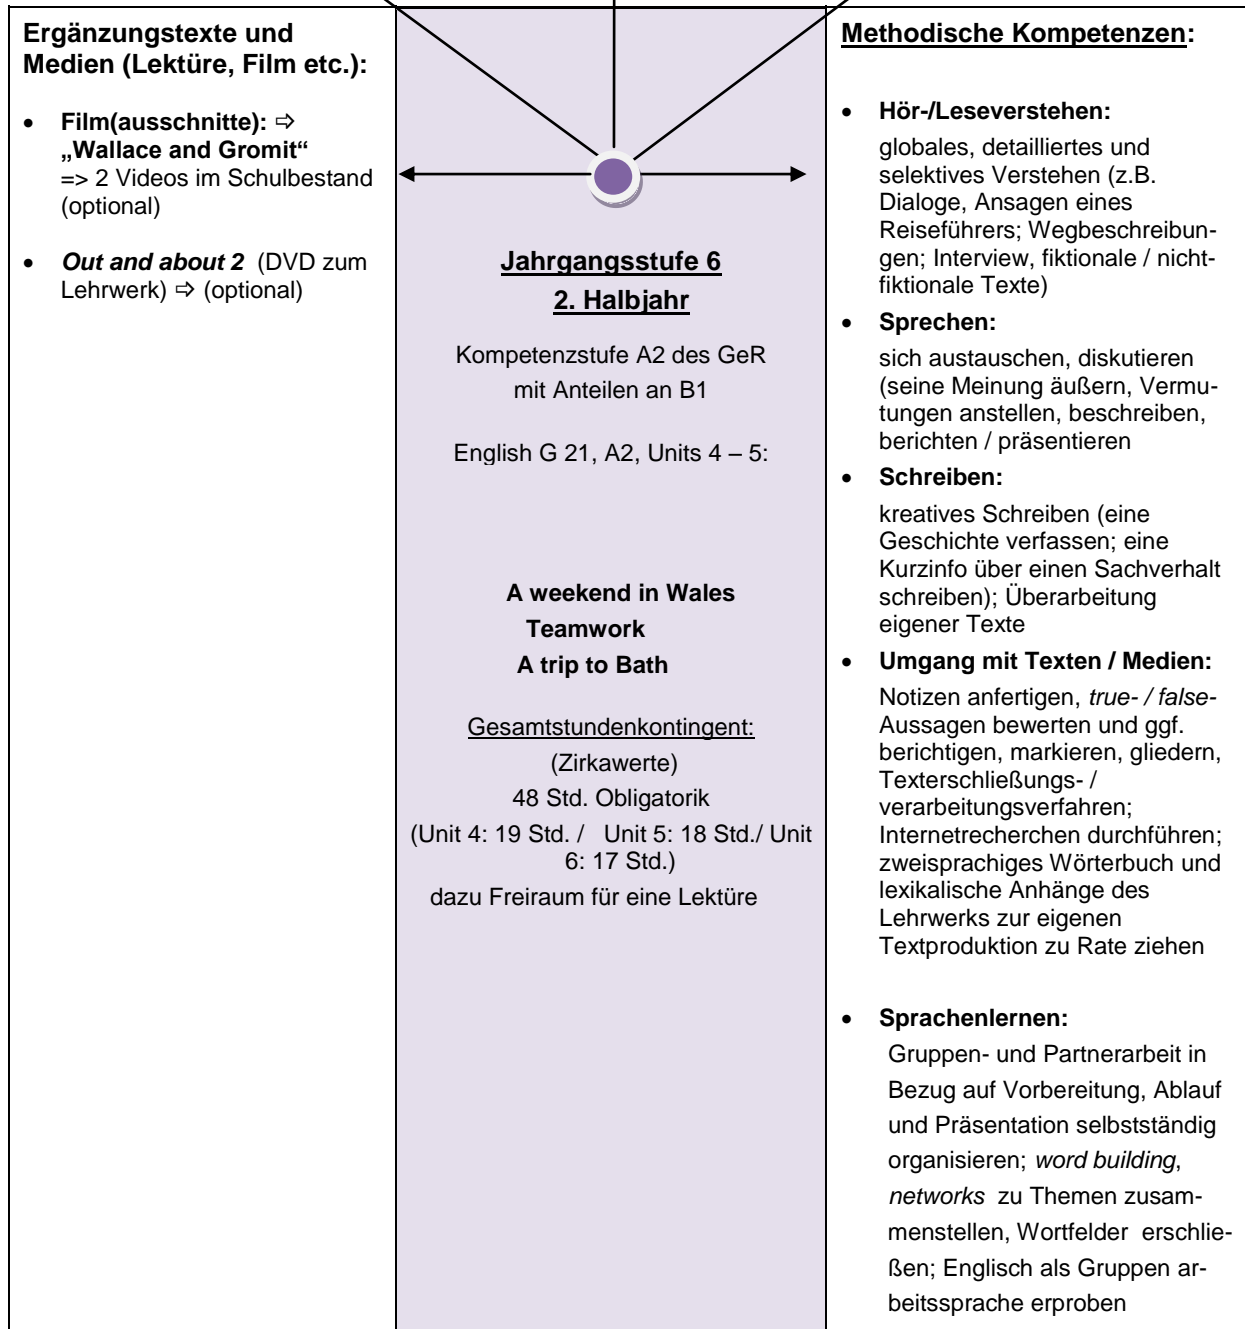 Ergänzungstexte und
Medien (Lektüre, Film etc.):
• Film(ausschnitte): ⇨
„Wallace and Gromit“
=> 2 Videos im Schulbestand
(optional)
• Out and about 2 (DVD zum
Lehrwerk) ⇨ (optional)
Jahrgangsstufe 6
2. Halbjahr
Kompetenzstufe A2 des GeR
mit Anteilen an B1
English G 21, A2, Units 4 – 5:
A weekend in Wales
Teamwork
A trip to Bath
Gesamtstundenkontingent:
(Zirkawerte)
48 Std. Obligatorik
(Unit 4: 19 Std. / Unit 5: 18 Std./ Unit
6: 17 Std.)
dazu Freiraum für eine Lektüre
Methodische Kompetenzen:
• Hör-/Leseverstehen:
globales, detailliertes und
selektives Verstehen (z.B.
Dialoge, Ansagen eines
Reiseführers; Wegbeschreibun-
gen; Interview, fiktionale / nicht-
fiktionale Texte)
• Sprechen:
sich austauschen, diskutieren
(seine Meinung äußern, Vermu-
tungen anstellen, beschreiben,
berichten / präsentieren
• Schreiben:
kreatives Schreiben (eine
Geschichte verfassen; eine
Kurzinfo über einen Sachverhalt
schreiben); Überarbeitung
eigener Texte
• Umgang mit Texten / Medien:
Notizen anfertigen, true- / false-
Aussagen bewerten und ggf.
berichtigen, markieren, gliedern,
Texterschließungs- /
verarbeitungsverfahren;
Internetrecherchen durchführen;
zweisprachiges Wörterbuch und
lexikalische Anhänge des
Lehrwerks zur eigenen
Textproduktion zu Rate ziehen
• Sprachenlernen:
Gruppen- und Partnerarbeit in
Bezug auf Vorbereitung, Ablauf
und Präsentation selbstständig
organisieren; word building,
networks zu Themen zusam-
menstellen, Wortfelder erschlie-
ßen; Englisch als Gruppen ar-
beitssprache erproben